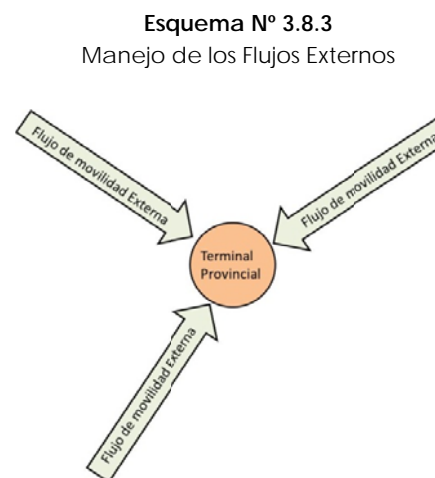 Esquema Nº 3.8.3
Manejo de los Flujos Externos
Flujo de movilidad Externa
Flujo de movilidad Externa
Terminal
Provincial
Flujo de movilidad Externa